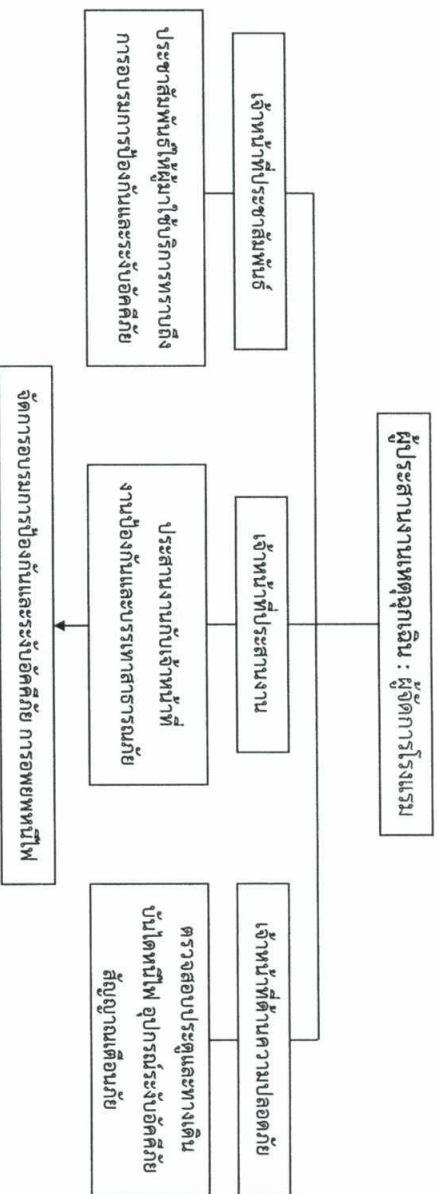 ผู้ประสานงานเหตุฉุกเฉิน : ผู้จัดการโรงแรม
เจ้าหน้าที่ประชาสัมพันธ์
ประชาสัมพันธ์ให้ผู้มาใช้บริการทราบถึง
การอบรมการป้องกันและระงับอัคคีภัย
เจ้าหน้าที่ประสานงาน
ประสานงานกับเจ้าหน้าที่
งานป้องกันและบรรเทาสาธารณภัย
เจ้าหน้าที่ด้านความปลอดภัย
ตรวจสอบประตูและทางเดิน
บันไดหนีไฟ อุปกรณ์ระงับอัคคีภัย
สัญญาณเตือนภัย
จัดการอบรมการป้องกันและระงับอัคคีภัย การอพยพหนีไฟ